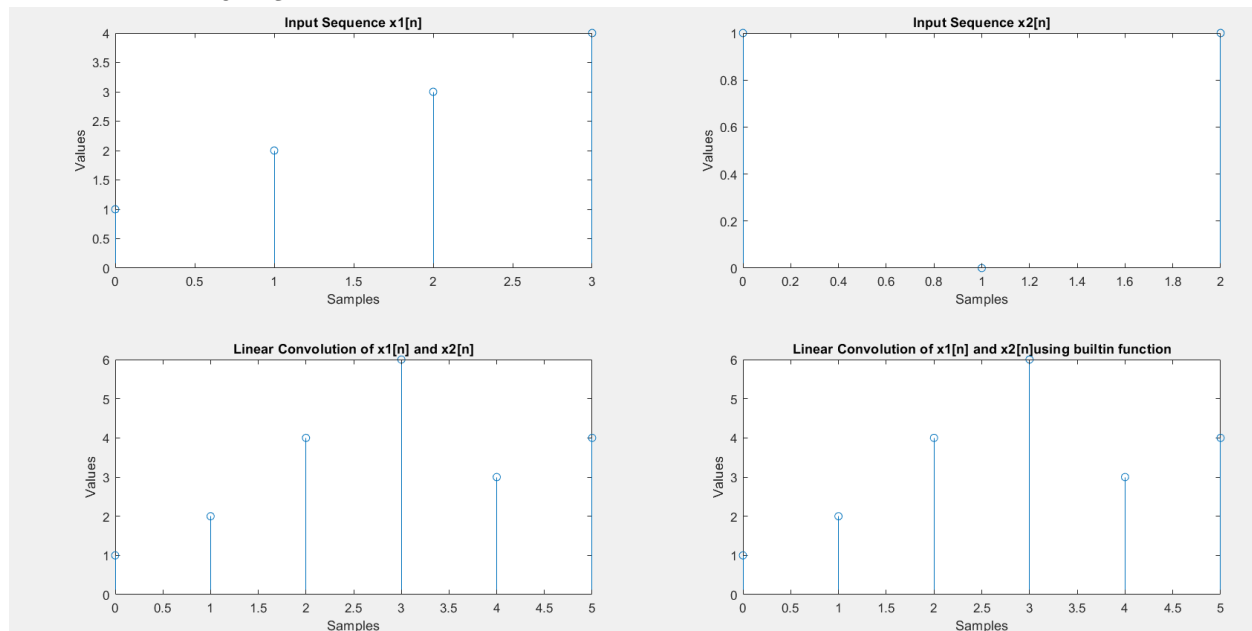 Input Sequence x1[n]
4
3.5
3
2.5
2
1.5
1
0.5
0
Values
0 0.5 1 1.5 2 2.5 3
Samples
Input Sequence x2[n]
1
0.8
0.6
0.4
0.2
0
Values
0 0.2 0.4 0.6 0.8 1 1.2 1.4 1.6 1.8 2
Samples
Linear Convolution of x1[n] and x2[n]
6
5
4
3
2
1
0
Values
0 0.5 1 1.5 2 2.5 3 3.5 4 4.5 5
Samples
Linear Convolution of x1[n] and x2[n]using builtin function
6
5
4
3
2
1
0
Values
0 0.5 1 1.5 2 2.5 3 3.5 4 4.5 5
Samples